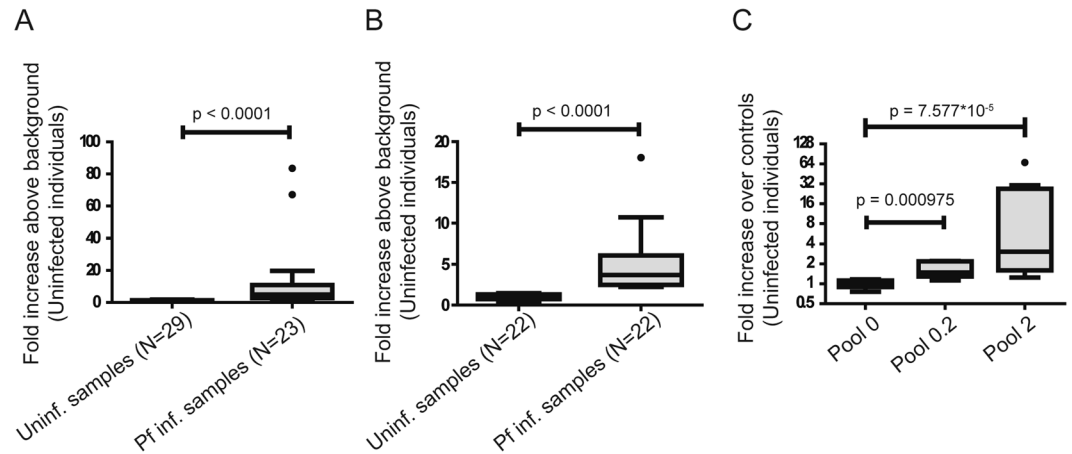 A
Fold increase above background
(Uninfected individuals)
p < 0.0001
100
80
60
40
20
0
Uninf. samples (N=29)
Pf inf. samples (N=23)
B
Fold increase above background
(Uninfected individuals)
p < 0.0001
20
15
10
5
0
Uninf. samples (N=22)
Pf inf. samples (N=22)
C
Fold increase over controls
(Uninfected individuals)
p = 7.577*10-5
p = 0.000975
128
64
32
16
8
4
2
1
0.5
Pool 0
Pool 0.2
Pool 2